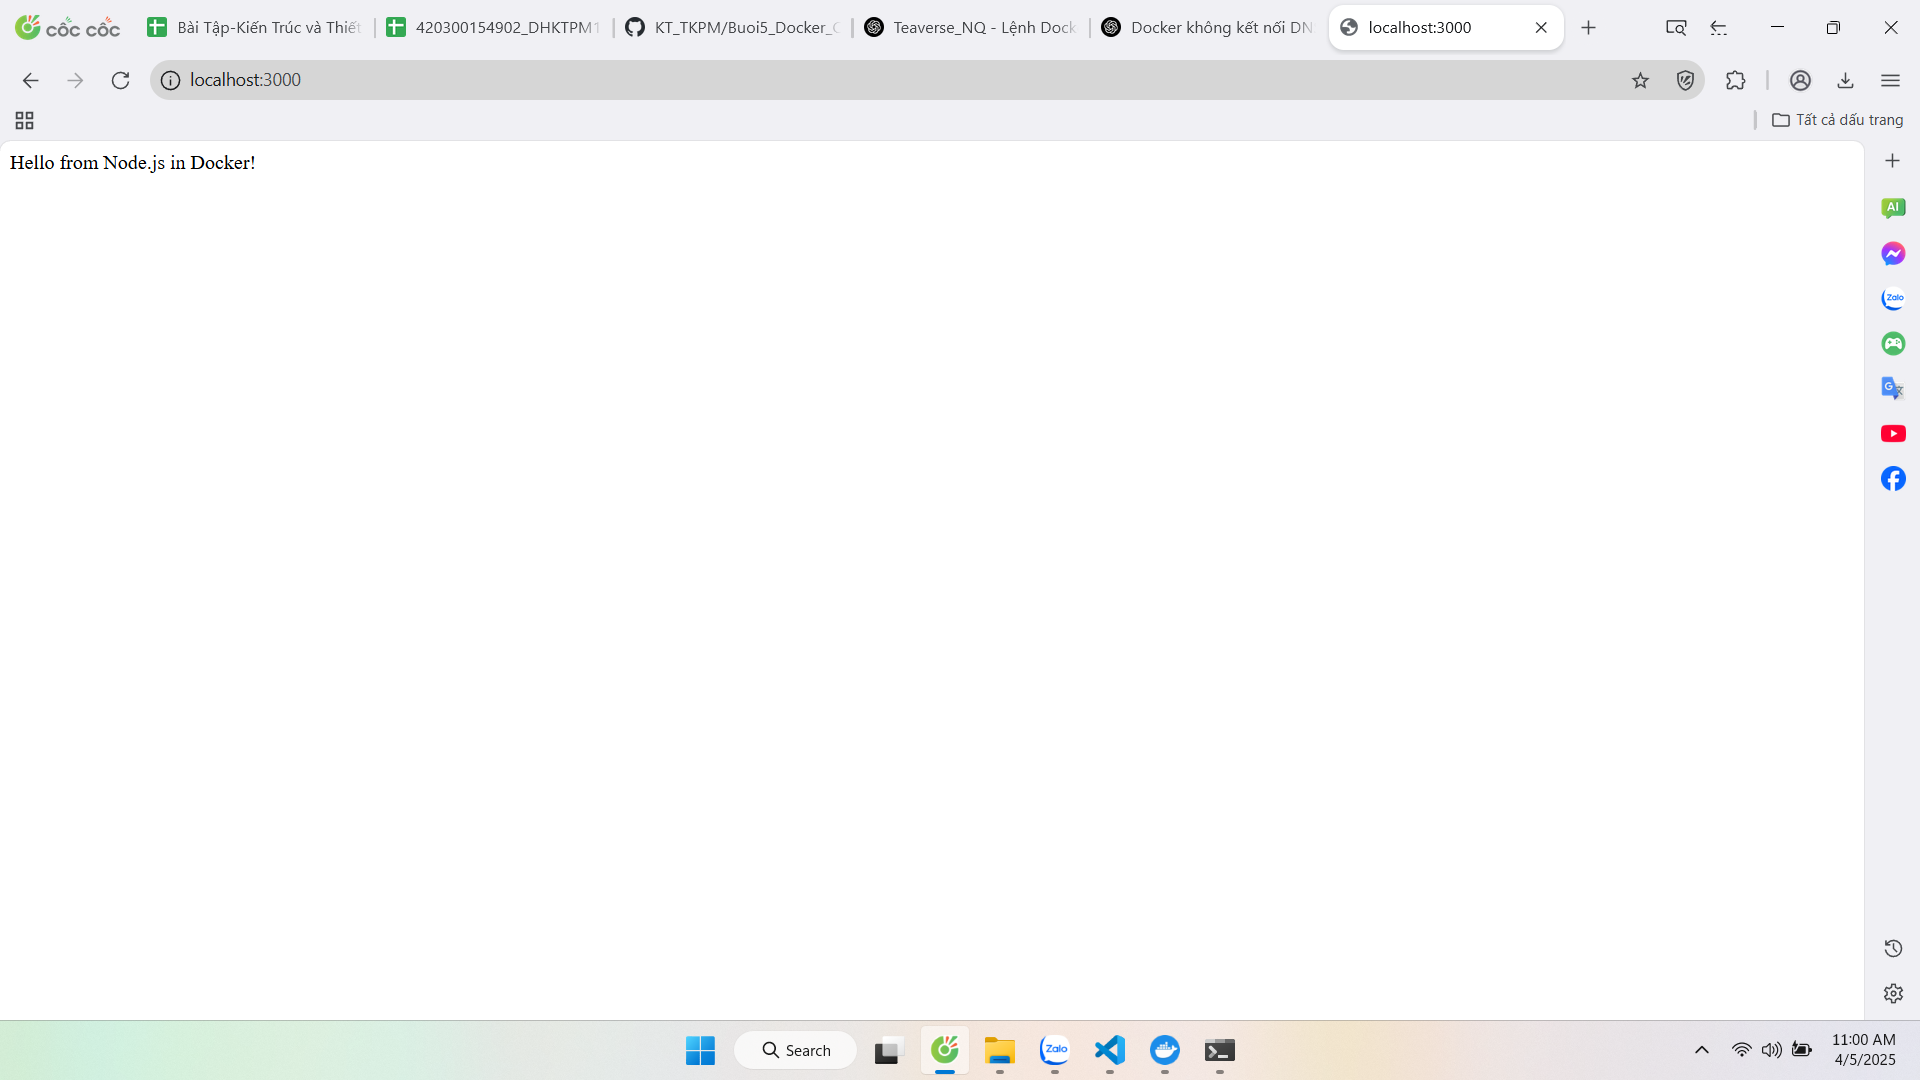 cốc cốc
Bài Tập-Kiến Trúc và Thiết
420300154902_DHKTPM1
KT_TKPM/Buoi5_Docker_C
Teaverse_NQ - Lệnh Dock
Docker không kết nối DN
localhost:3000
localhost:3000
Tất cả dấu trang
Hello from Node.js in Docker!
AI
Zalo
G
Search
Zalo
11:00 AM
4/5/2025